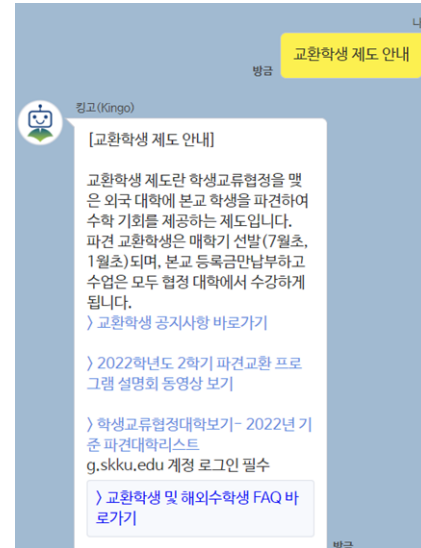 나
교환학생 제도 안내
방금
킹고(Kingo)
[교환학생 제도 안내]
교환학생 제도란 학생교류협정을 맺
은 외국 대학에 본교 학생을 파견하여
수학 기회를 제공하는 제도입니다.
파견 교환학생은 매학기 선발(7월초,
1월초)되며, 본교 등록금만납부하고
수업은 모두 협정 대학에서 수강하게
됩니다.
> 교환학생 공지사항 바로가기
> 2022학년도 2학기 파견교환 프로
그램 설명회 동영상 보기
> 학생교류협정대학보기- 2022년 기
준 파견대학리스트
g.skku.edu 계정 로그인 필수
> 교환학생 및 해외수학생 FAQ 바
로가기
방금